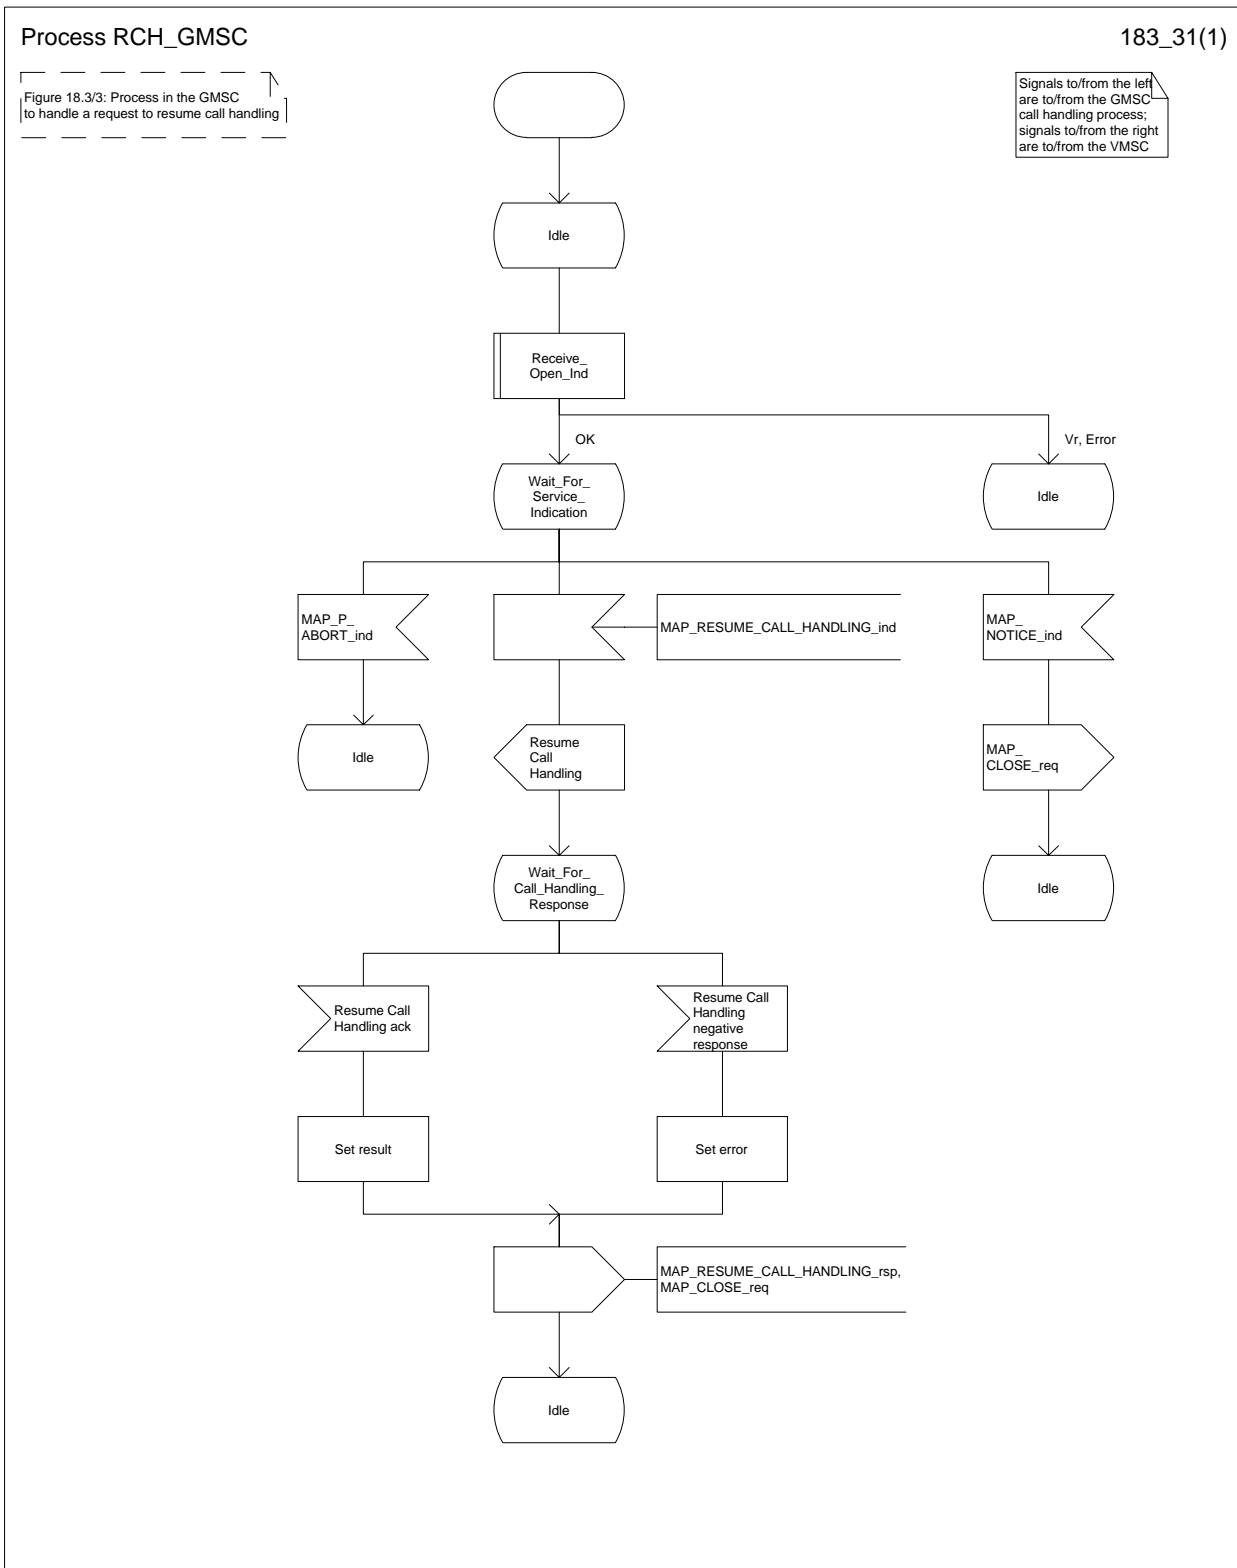 Process RCH_GMSC
183_31(1)
Figure 18.3/3: Process in the GMSC
to handle a request to resume call handling
Signals to/from the left
are to/from the GMSC
call handling process;
signals to/from the right
are to/from the VMSC
Idle
Receive_
Open_Ind
OK
Vr, Error
Wait_For_
Service_
Indication
Idle
MAP_P_
ABORT_ind
MAP_RESUME_CALL_HANDLING_ind
MAP_
NOTICE_ind
Idle
Resume
Call
Handling
MAP_
CLOSE_req
Wait_For_
Call_Handling_
Response
Idle
Resume Call
Handling ack
Resume Call
Handling
negative
response
Set result
Set error
MAP_RESUME_CALL_HANDLING_rsp,
MAP_CLOSE_req
Idle